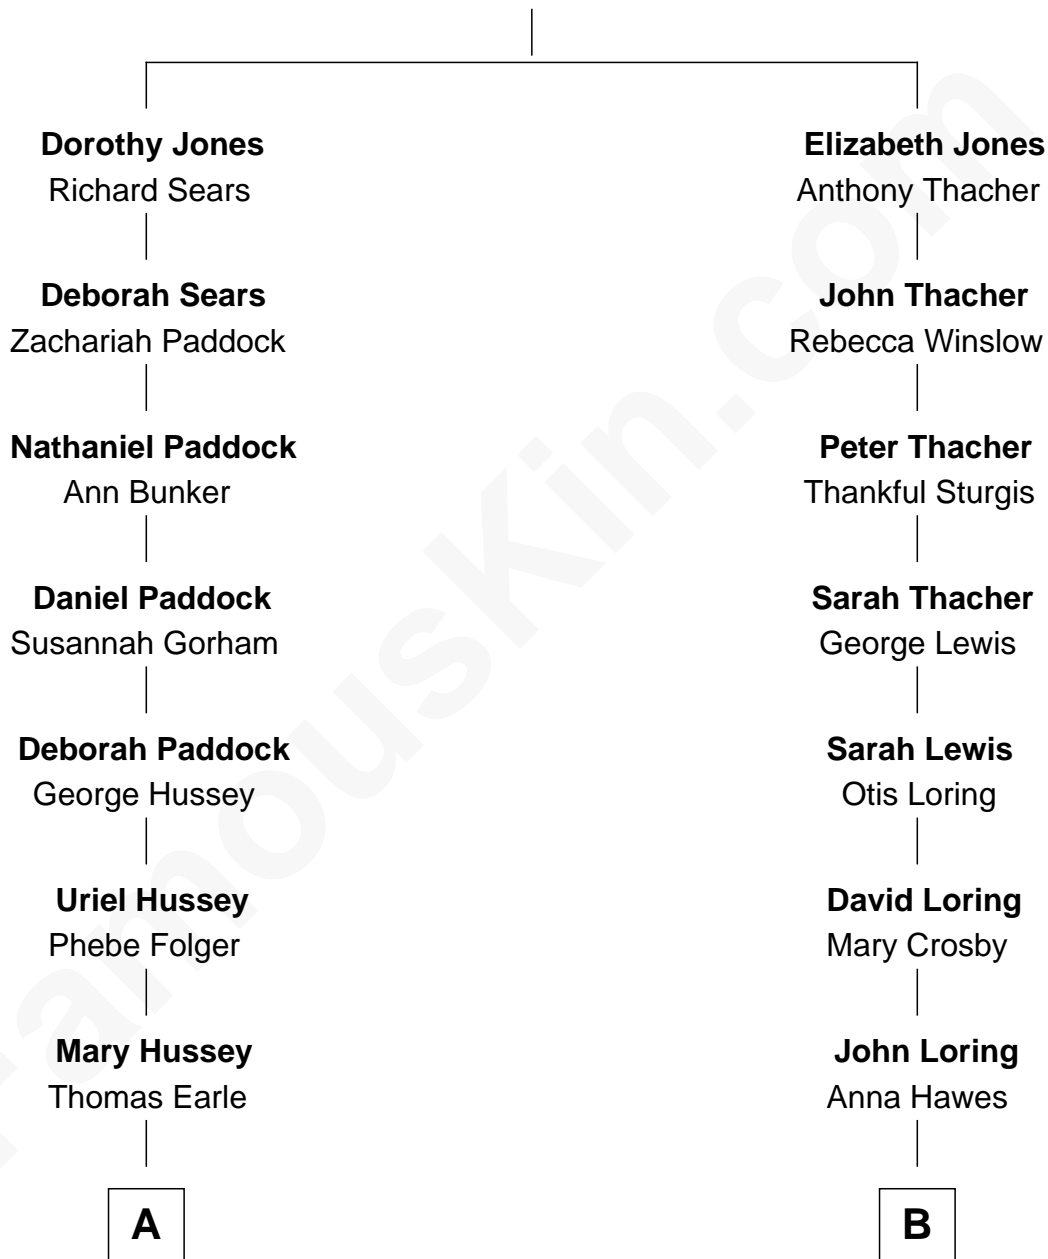 Dorothy Jones
Richard Sears
Elizabeth Jones
Anthony Thacher
Deborah Sears
Zachariah Paddock
John Thacher
Rebecca Winslow
Nathaniel Paddock
Ann Bunker
Peter Thacher
Thankful Sturgis
Daniel Paddock
Susannah Gorham
Sarah Thacher
George Lewis
Deborah Paddock
George Hussey
Sarah Lewis
Otis Loring
Uriel Hussey
Phebe Folger
David Loring
Mary Crosby
Mary Hussey
Thomas Earle
John Loring
Anna Hawes
A
B
FamousKin.com